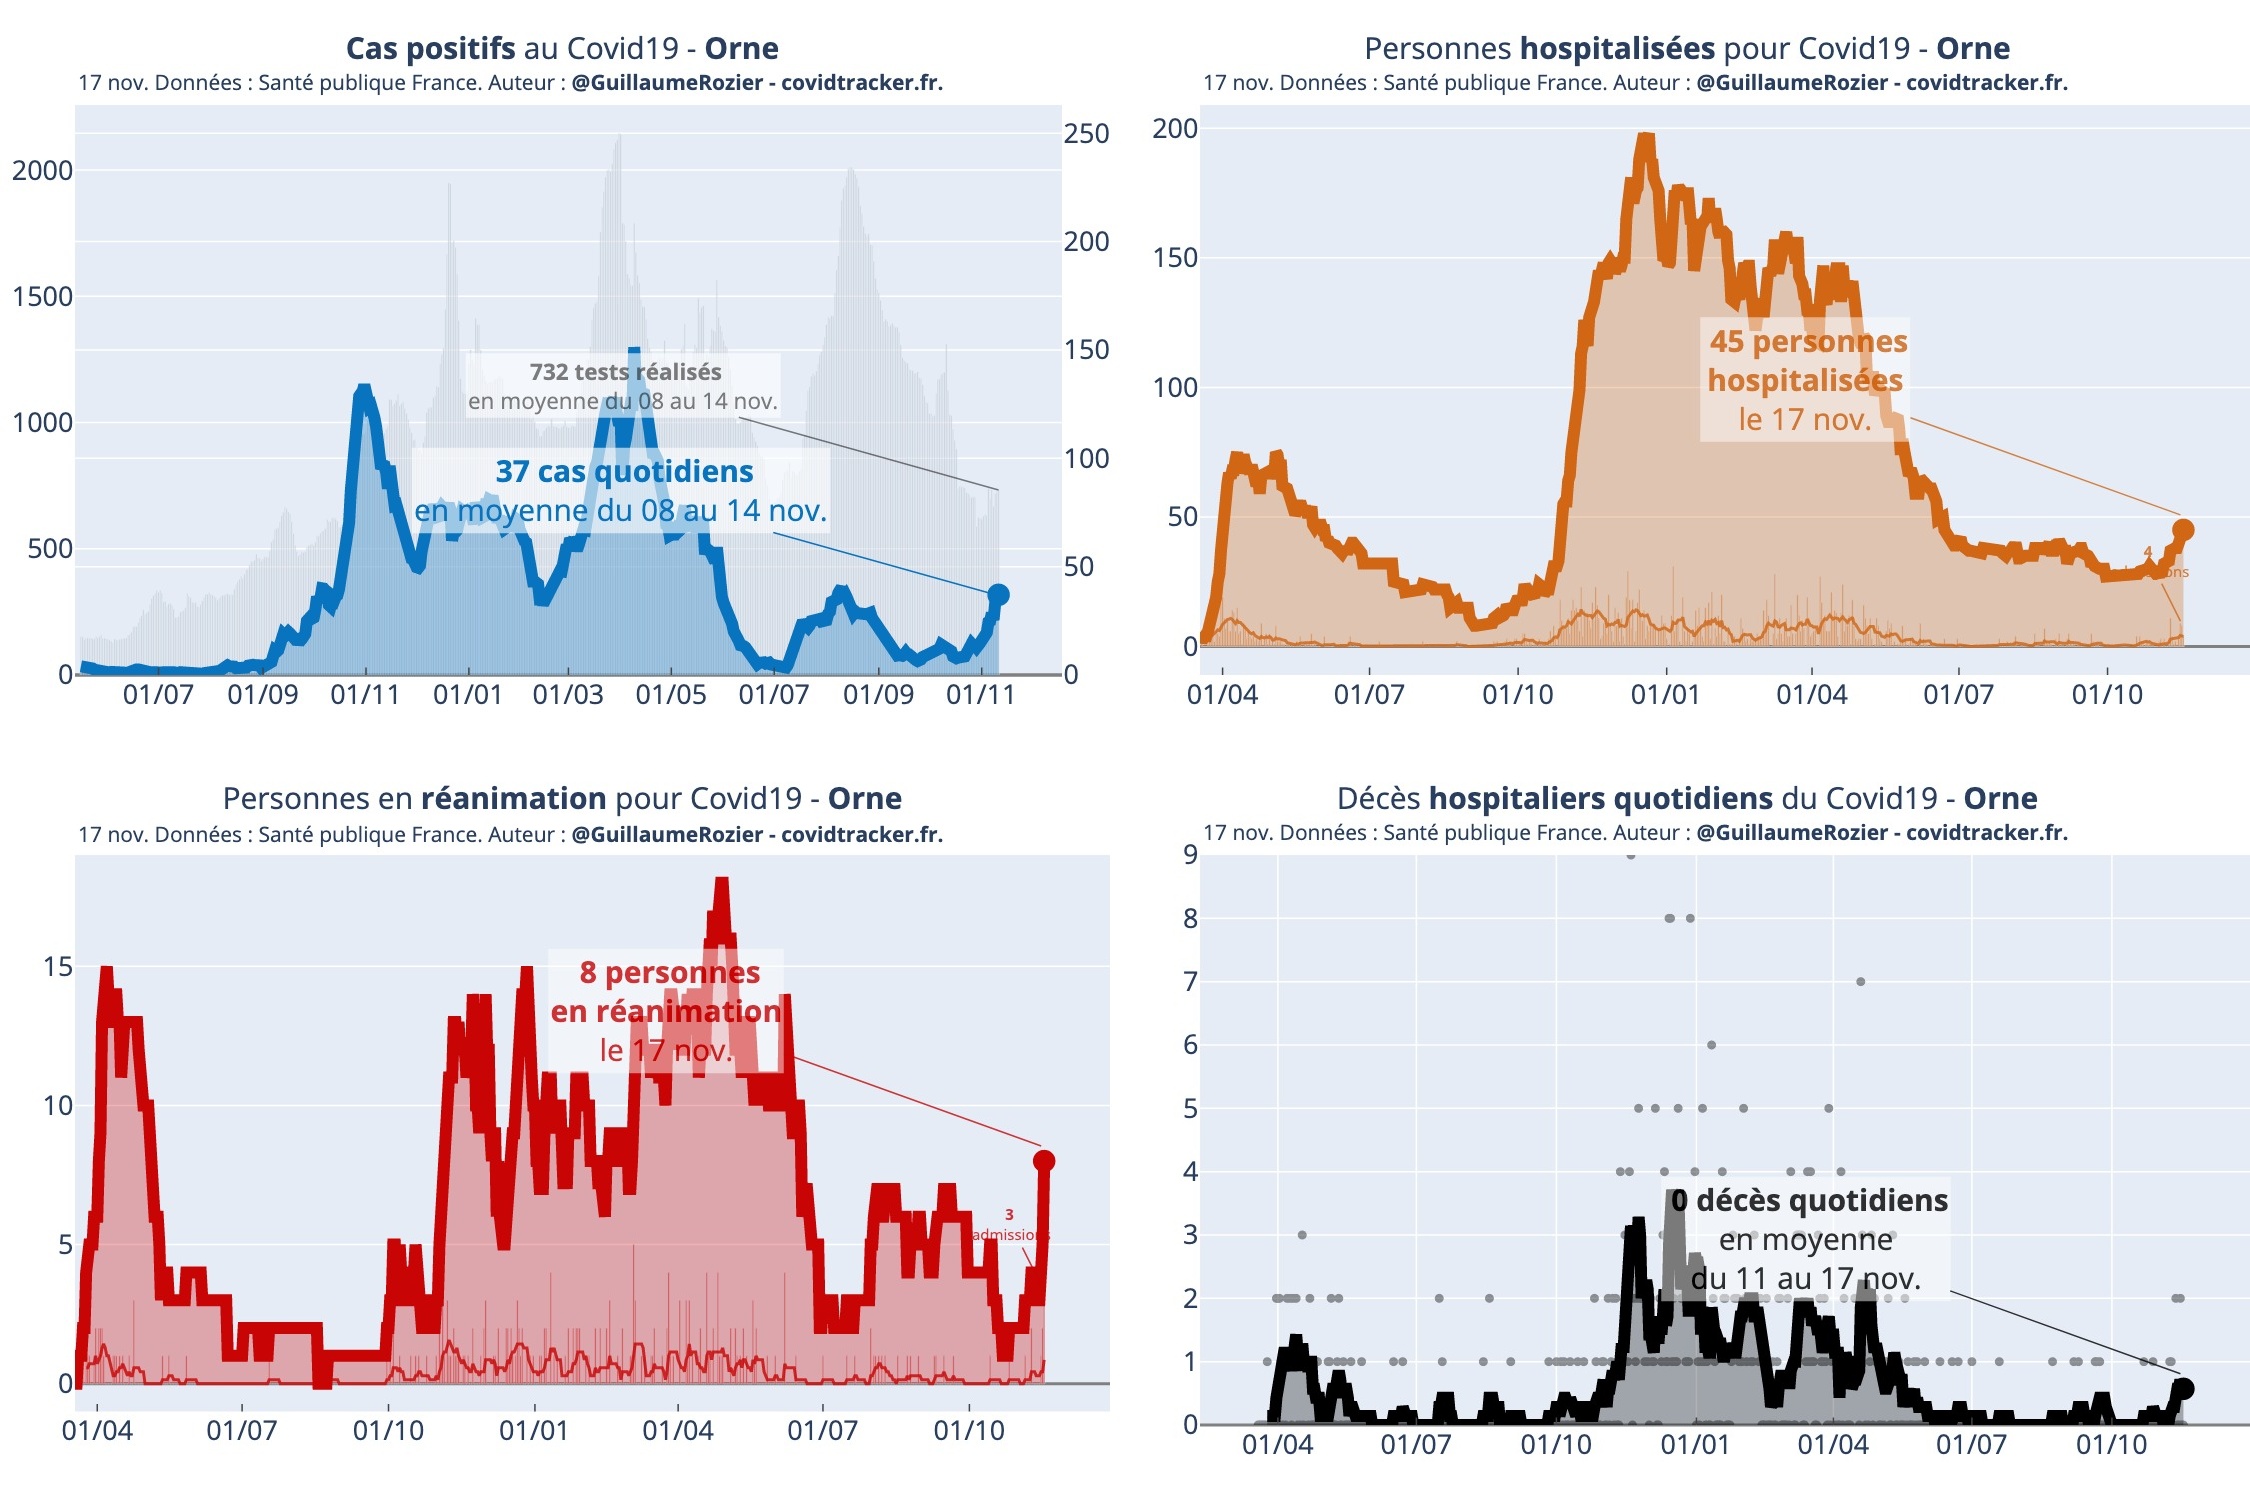 Cas positifs au Covid19 - Orne
17 nov. Données : Santé publique France. Auteur : @GuillaumeRozier - covidtracker.fr.
2000
1500
1000
500
0
250
200
150
100
50
0
732 tests réalisés
en moyenne du 08 au 14 nov.
37 cas quotidiens
en moyenne du 08 au 14 nov.
01/07 01/09 01/11 01/01 01/03 01/05 01/07 01/09 01/11
Personnes hospitalisées pour Covid19 - Orne
17 nov. Données : Santé publique France. Auteur : @GuillaumeRozier - covidtracker.fr.
200
150
100
50
0
45 personnes
hospitalisées
le 17 nov.
4
01/04 01/07 01/10 01/01 01/04 01/07 01/10
Personnes en réanimation pour Covid19 - Orne
17 nov. Données : Santé publique France. Auteur : @GuillaumeRozier - covidtracker.fr.
15
10
5
0
8 personnes
en réanimation
le 17 nov.
3
admissions
01/04 01/07 01/10 01/01 01/04 01/07 01/10
Décès hospitaliers quotidiens du Covid19 - Orne
17 nov. Données : Santé publique France. Auteur : @GuillaumeRozier - covidtracker.fr.
9
8
7
6
5
4
3
2
1
0
0 décès quotidiens
en moyenne
du 11 au 17 nov.
01/04 01/07 01/10 01/01 01/04 01/07 01/10